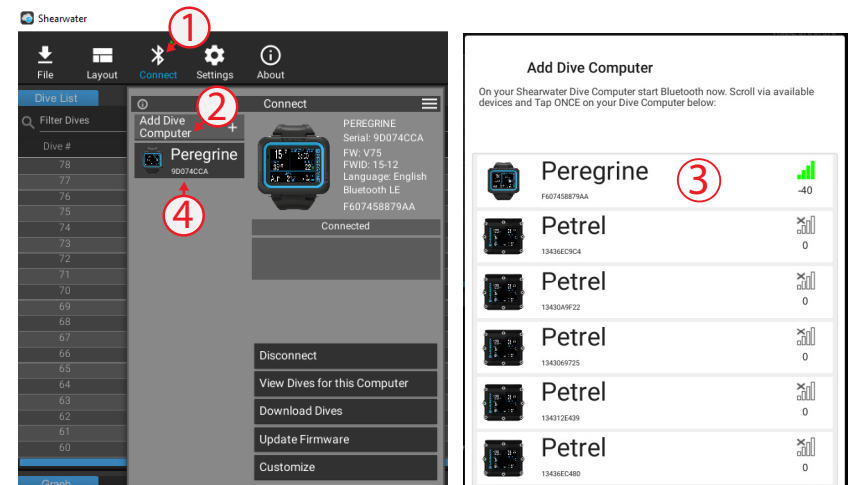 Shearwater
1
File
Layout
Connect
Settings
About
Dive List
Filter Dives
Dive #
78
77
76
75
74
73
72
71
70
69
68
67
66
65
64
63
62
61
60
Graph
Connect
2
Add Dive
Computer
+
Peregrine
9D074CCA
4
PEREGRINE
Serial: 9D074CCA
FW: V75
FWID: 15-12
Language: English
Bluetooth LE
F607458879AA
Connected
Disconnect
View Dives for this Computer
Download Dives
Update Firmware
Customize
Add Dive Computer
On your Shearwater Dive Computer start Bluetooth now. Scroll via available
devices and Tap ONCE on your Dive Computer below:
Peregrine
F607458879AA
3
-40
Petrel
13436EC9C4
0
Petrel
13430A9F22
0
Petrel
1343069725
0
Petrel
134312E439
0
Petrel
13436EC480
0